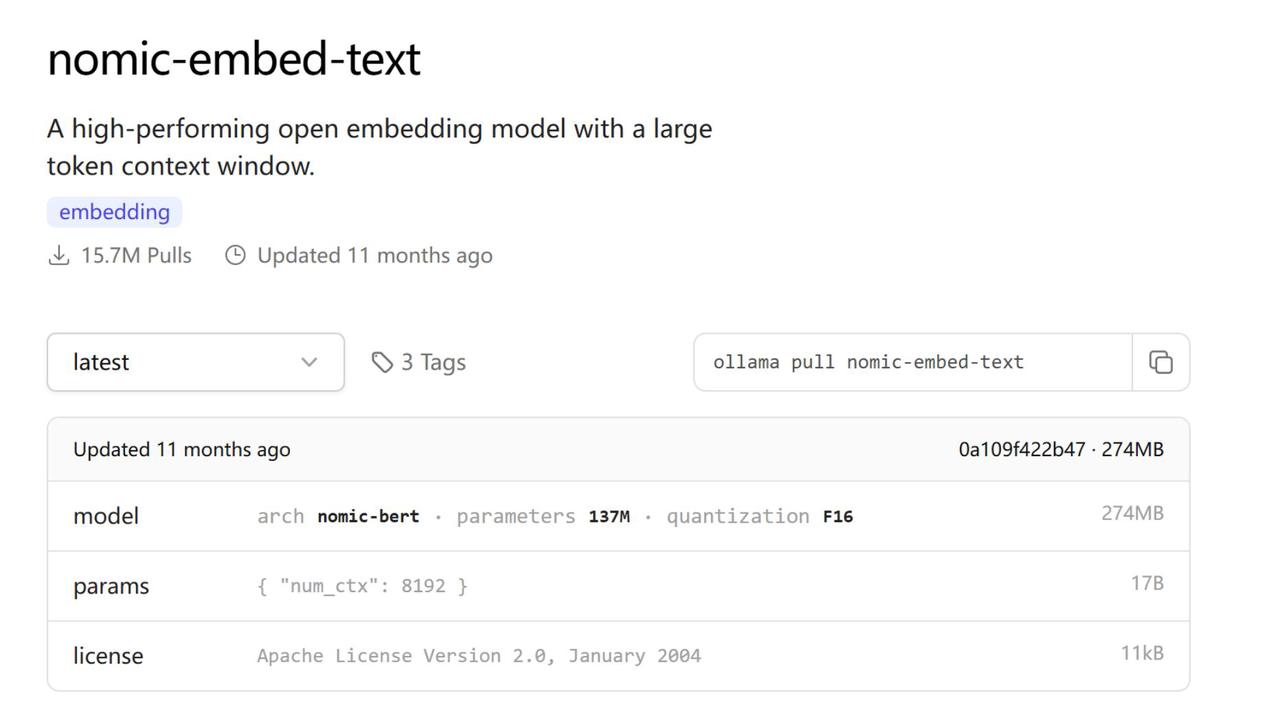 nomic-embed-text
A high-performing open embedding model with a large
token context window.
embedding
15.7M Pulls Updated 11 months ago
latest 3 Tags ollama pull nomic-embed-text
Updated 11 months ago 0a109f422b47 · 274MB
model arch nomic-bert · parameters 137M · quantization F16 274MB
params { "num_ctx": 8192 } 17B
license Apache License Version 2.0, January 2004 11kB